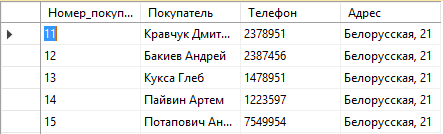 Номер_покуп... Покупатель Телефон Адрес
11 Кравчук Дмит... 2378951 Белорусская, 21
12 Бакиев Андрей 2387456 Белорусская, 21
13 Кукса Глеб 1478951 Белорусская, 21
14 Пайвин Артем 1223597 Белорусская, 21
15 Потапович Ан... 7549954 Белорусская, 21